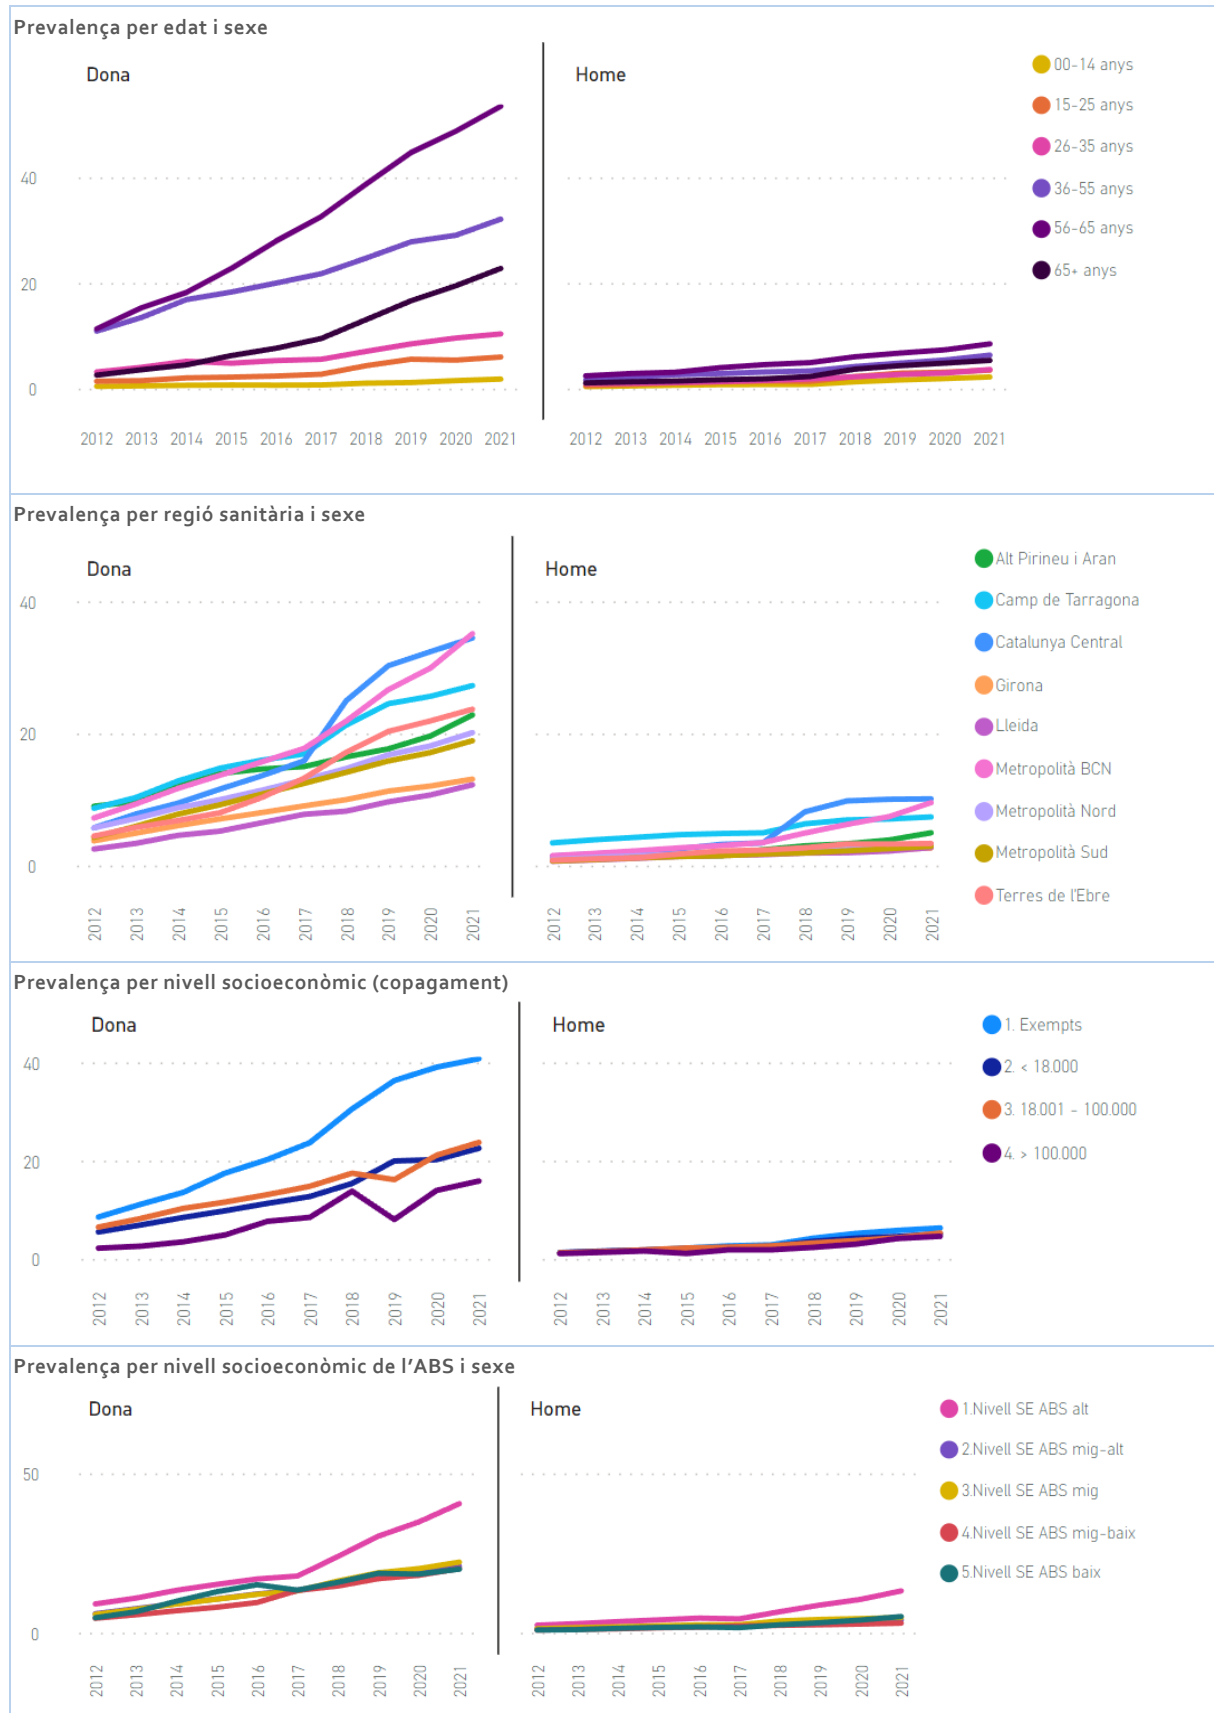 Prevalença per edat i sexe
Dona
Home
00-14 anys
15-25 anys
26-35 anys
36-55 anys
56-65 anys
65+ anys
40
20
0
2012 2013 2014 2015 2016 2017 2018 2019 2020 2021
2012 2013 2014 2015 2016 2017 2018 2019 2020 2021
Prevalença per regió sanitària i sexe
Dona
Home
Alt Pirineu i Aran
Camp de Tarragona
Catalunya Central
Girona
Lleida
Metropolità BCN
Metropolità Nord
Metropolità Sud
Terres de l'Ebre
40
20
0
2012 2013 2014 2015 2016 2017 2018 2019 2020 2021
2012 2013 2014 2015 2016 2017 2018 2019 2020 2021
Prevalença per nivell socioeconòmic (copagament)
Dona
Home
1. Exempts
2. < 18.000
3. 18.001 - 100.000
4. > 100.000
40
20
0
2012 2013 2014 2015 2016 2017 2018 2019 2020 2021
2012 2013 2014 2015 2016 2017 2018 2019 2020 2021
Prevalença per nivell socioeconòmic de l’ABS i sexe
Dona
Home
1.Nivell SE ABS alt
2.Nivell SE ABS mig-alt
3.Nivell SE ABS mig
4.Nivell SE ABS mig-baix
5.Nivell SE ABS baix
50
0
2012 2013 2014 2015 2016 2017 2018 2019 2020 2021
2012 2013 2014 2015 2016 2017 2018 2019 2020 2021